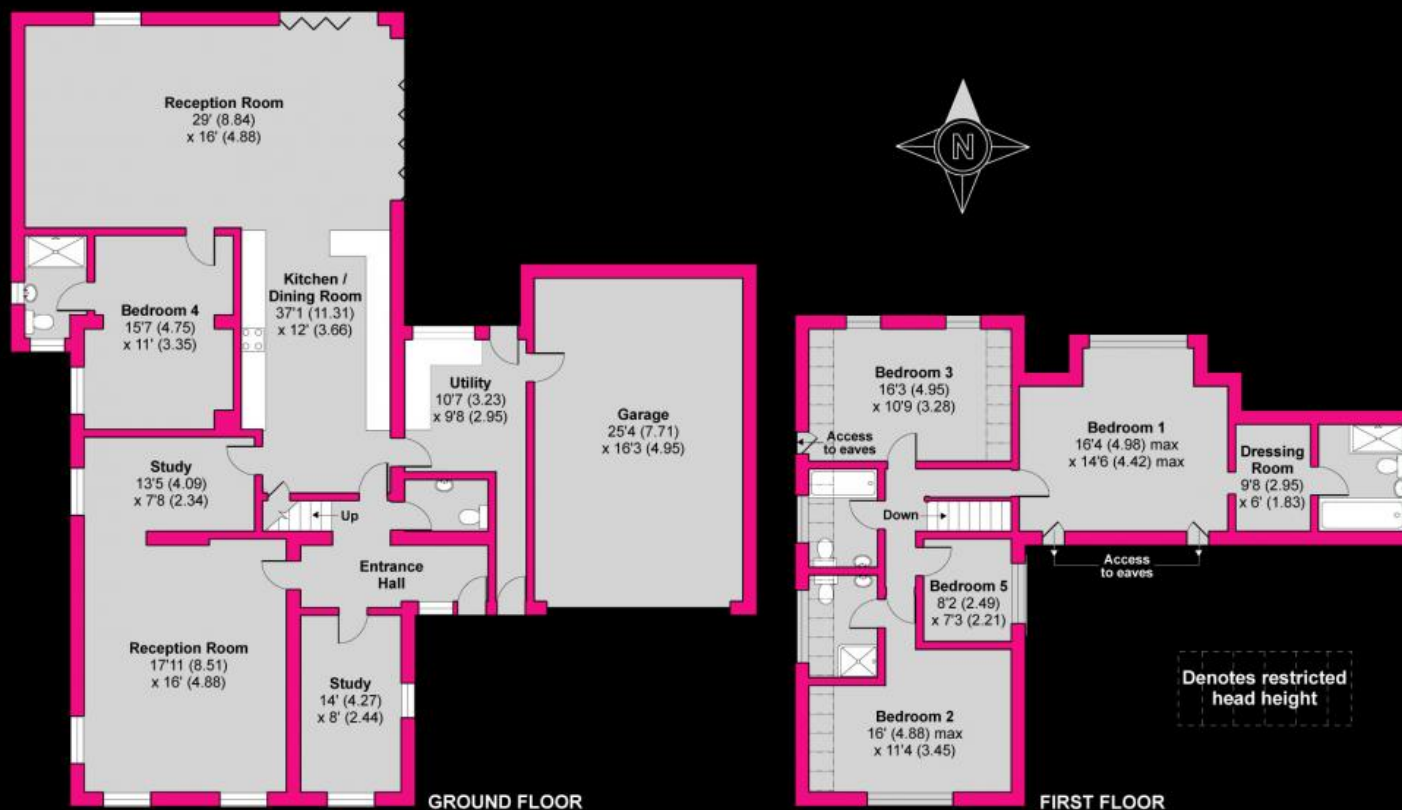 Reception Room
29' (8.84)
x 16' (4.88)
Kitchen /
Dining Room
37'1 (11.31)
x 12' (3.66)
Bedroom 4
15'7 (4.75)
x 11' (3.35)
Utility
10'7 (3.23)
x 9'8 (2.95)
Garage
25'4 (7.71)
x 16'3 (4.95)
Study
13'5 (4.09)
x 7'8 (2.34)
Up
Entrance
Hall
Reception Room
17'11 (8.51)
x 16' (4.88)
Study
14' (4.27)
x 8' (2.44)
GROUND FLOOR
N
Bedroom 3
16'3 (4.95)
x 10'9 (3.28)
Access
to eaves
Bedroom 1
16'4 (4.98) max
x 14'6 (4.42) max
Dressing
Room
9'8 (2.95)
x 6' (1.83)
Down
Access
to eaves
Bedroom 5
8'2 (2.49)
x 7'3 (2.21)
Bedroom 2
16' (4.88) max
x 11'4 (3.45)
Denotes restricted
head height
FIRST FLOOR